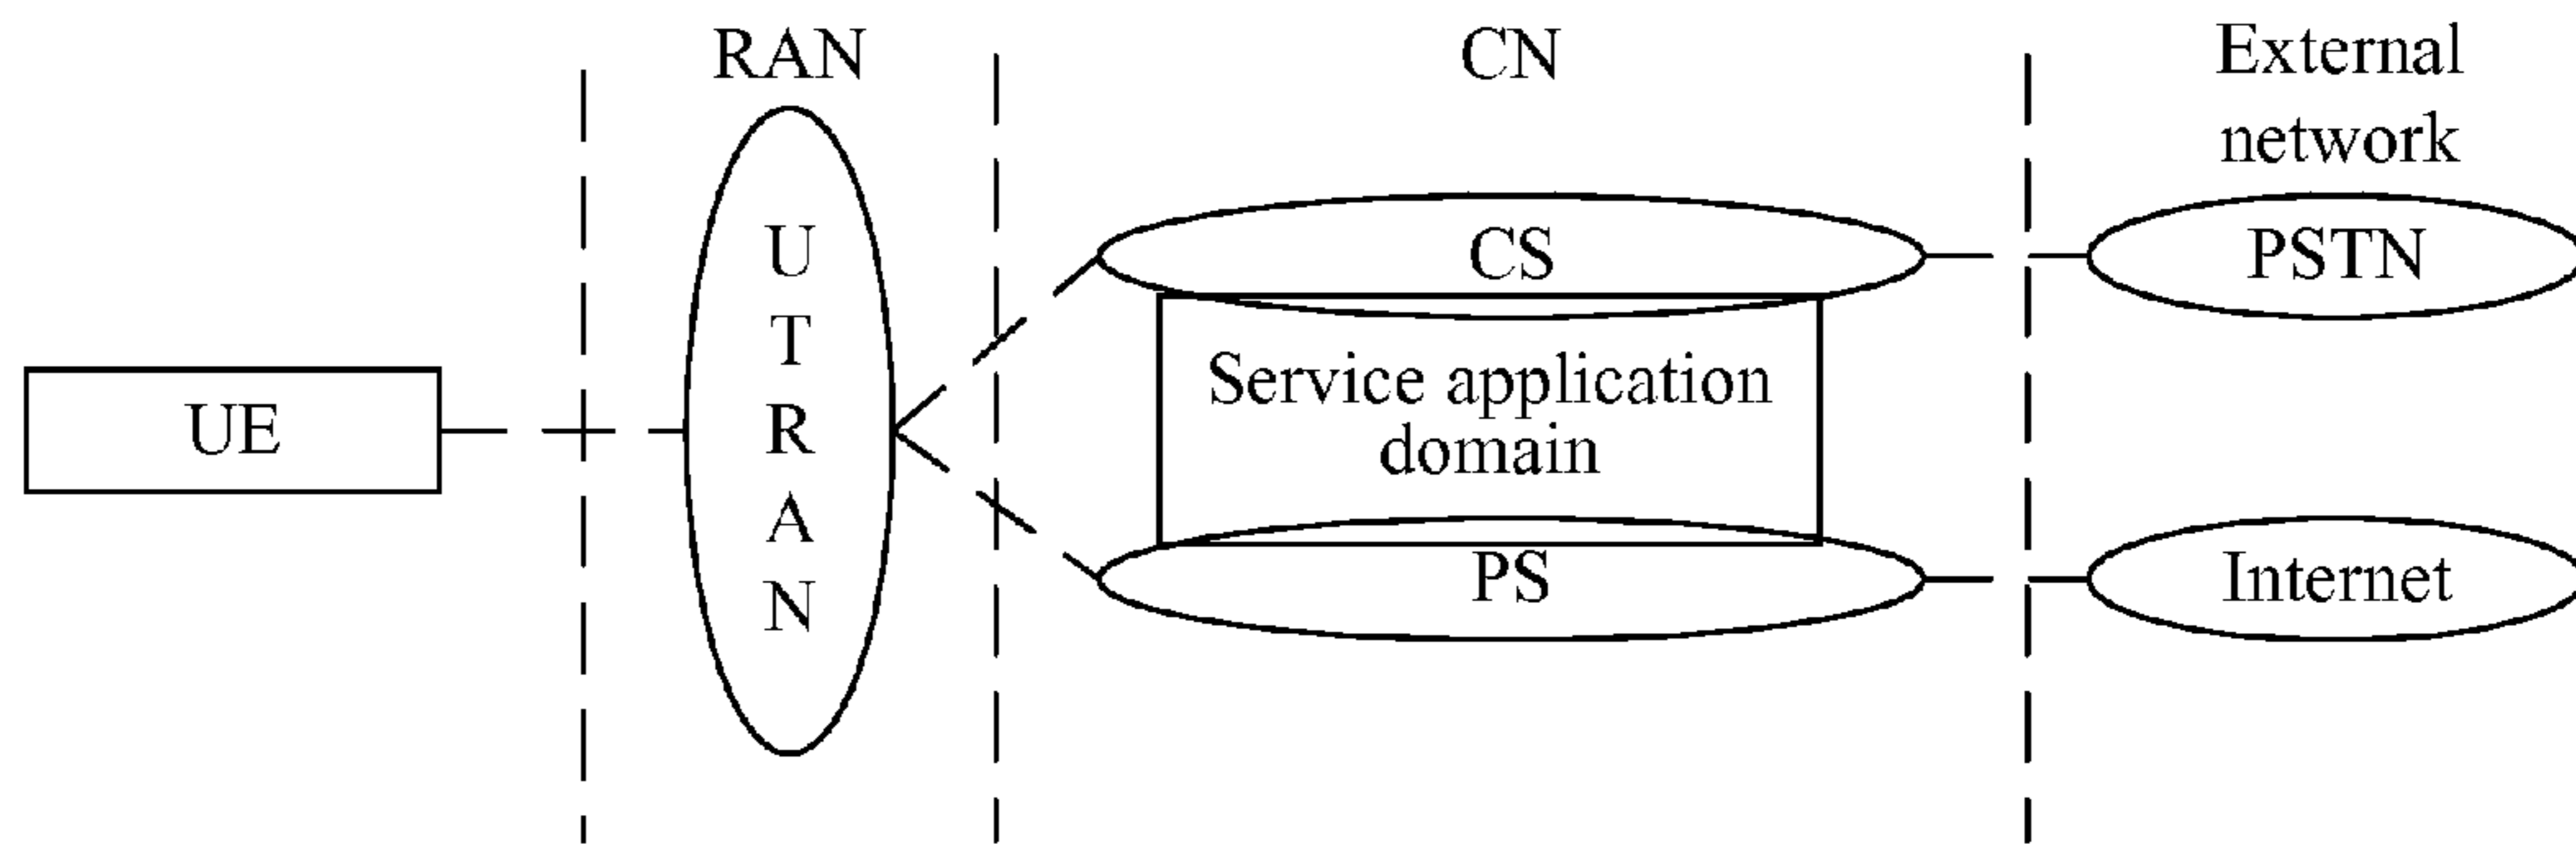 RAN
CN
External
network
UE
U
T
R
A
N
CS
Service application
domain
PS
PSTN
Internet